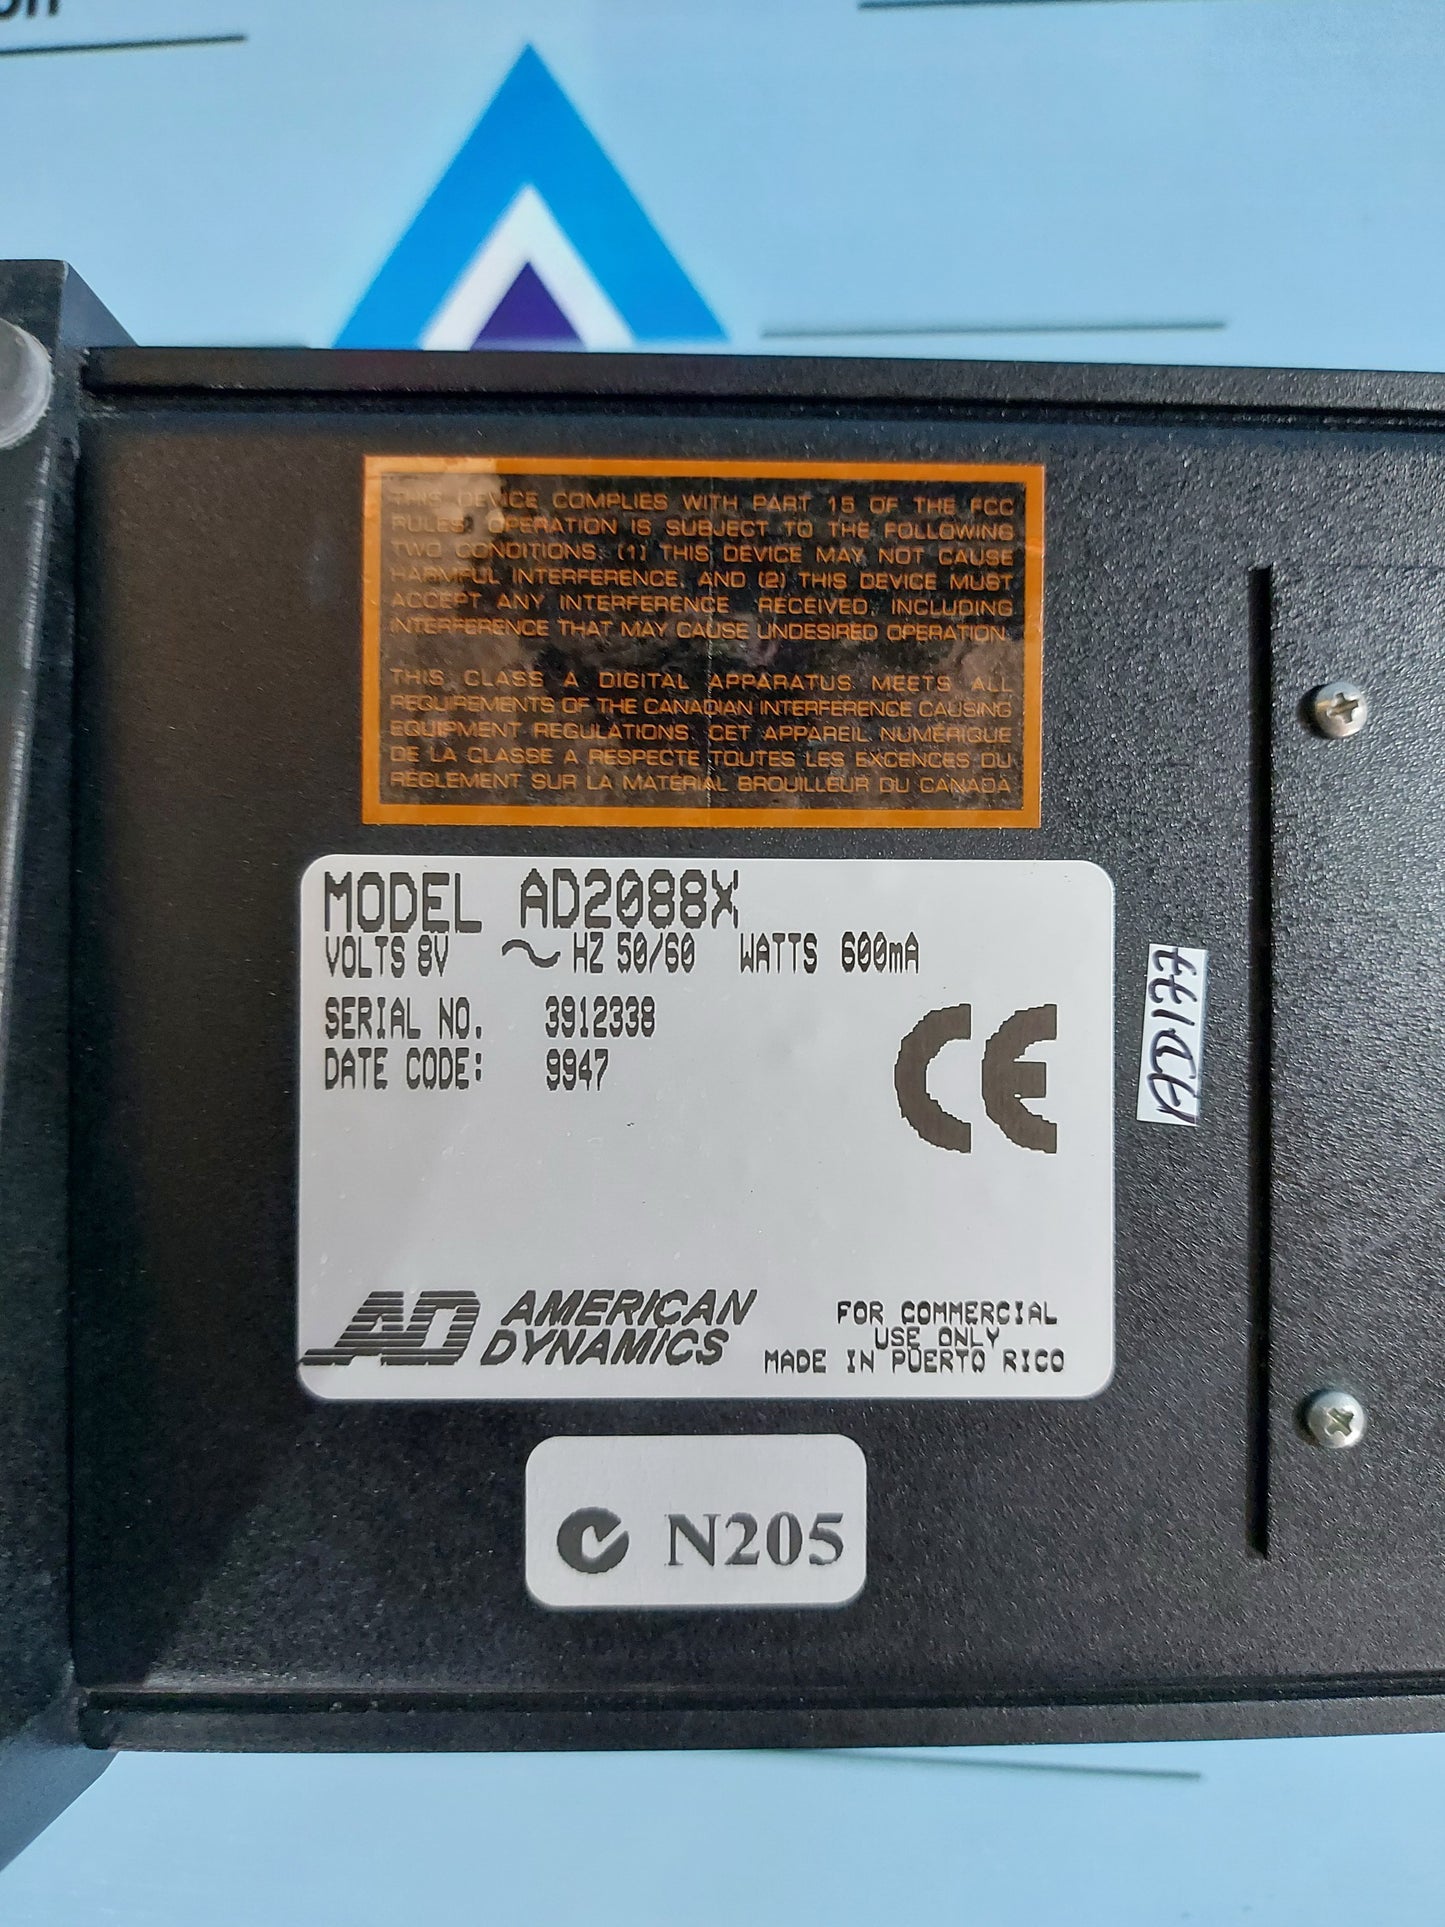 THIS DEVICE COMPLIES WITH PART 15 OF THE FCC
RULES. OPERATION IS SUBJECT TO THE FOLLOWING
TWO CONDITIONS: (1) THIS DEVICE MAY NOT CAUSE
HARMFUL INTERFERENCE, AND (2) THIS DEVICE MUST
ACCEPT ANY INTERFERENCE RECEIVED, INCLUDING
INTERFERENCE THAT MAY CAUSE UNDESIRED OPERATION.
THIS CLASS A DIGITAL APPARATUS MEETS ALL
REQUIREMENTS OF THE CANADIAN INTERFERENCE CAUSING
EQUIPMENT REGULATIONS. CET APPAREIL NUMÉRIQUE
DE LA CLASSE A RESPECTE TOUTES LES EXCENCES DU
RÉGLEMENT SUR LA MATERIAL BROUILLEUR DU CANADA
MODEL AD2088X
VOLTS 8V ~ HZ 50/60 WATTS 600mA
SERIAL NO. 3912338
DATE CODE: 9947
CE
AD AMERICAN
DYNAMICS
FOR COMMERCIAL
USE ONLY
MADE IN PUERTO RICO
N205